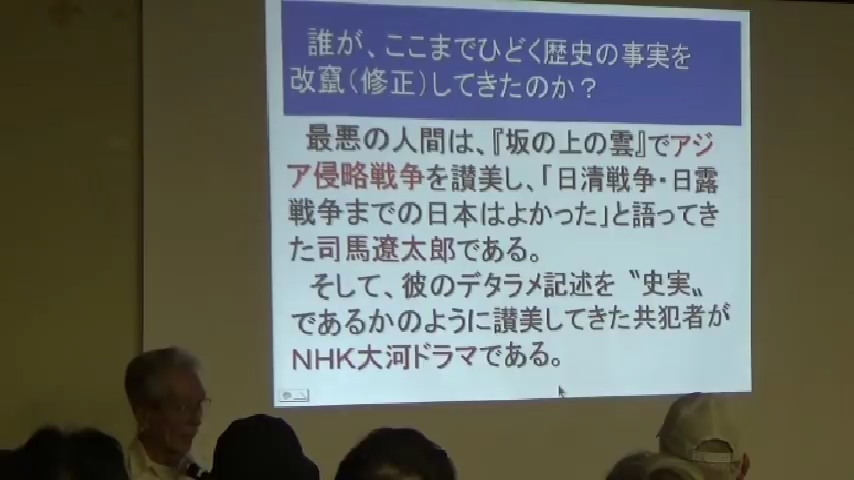 誰が、ここまでひどく歴史の事実を
改竄(修正)してきたのか?
最悪の人間は、『坂の上の雲』でアジ
ア侵略戦争を讃美し、「日清戦争・日露
戦争までの日本はよかった」と語ってき
た司馬遼太郎である。
そして、彼のデタラメ記述を〝史実〟
であるかのように讃美してきた共犯者が
NHK大河ドラマである。